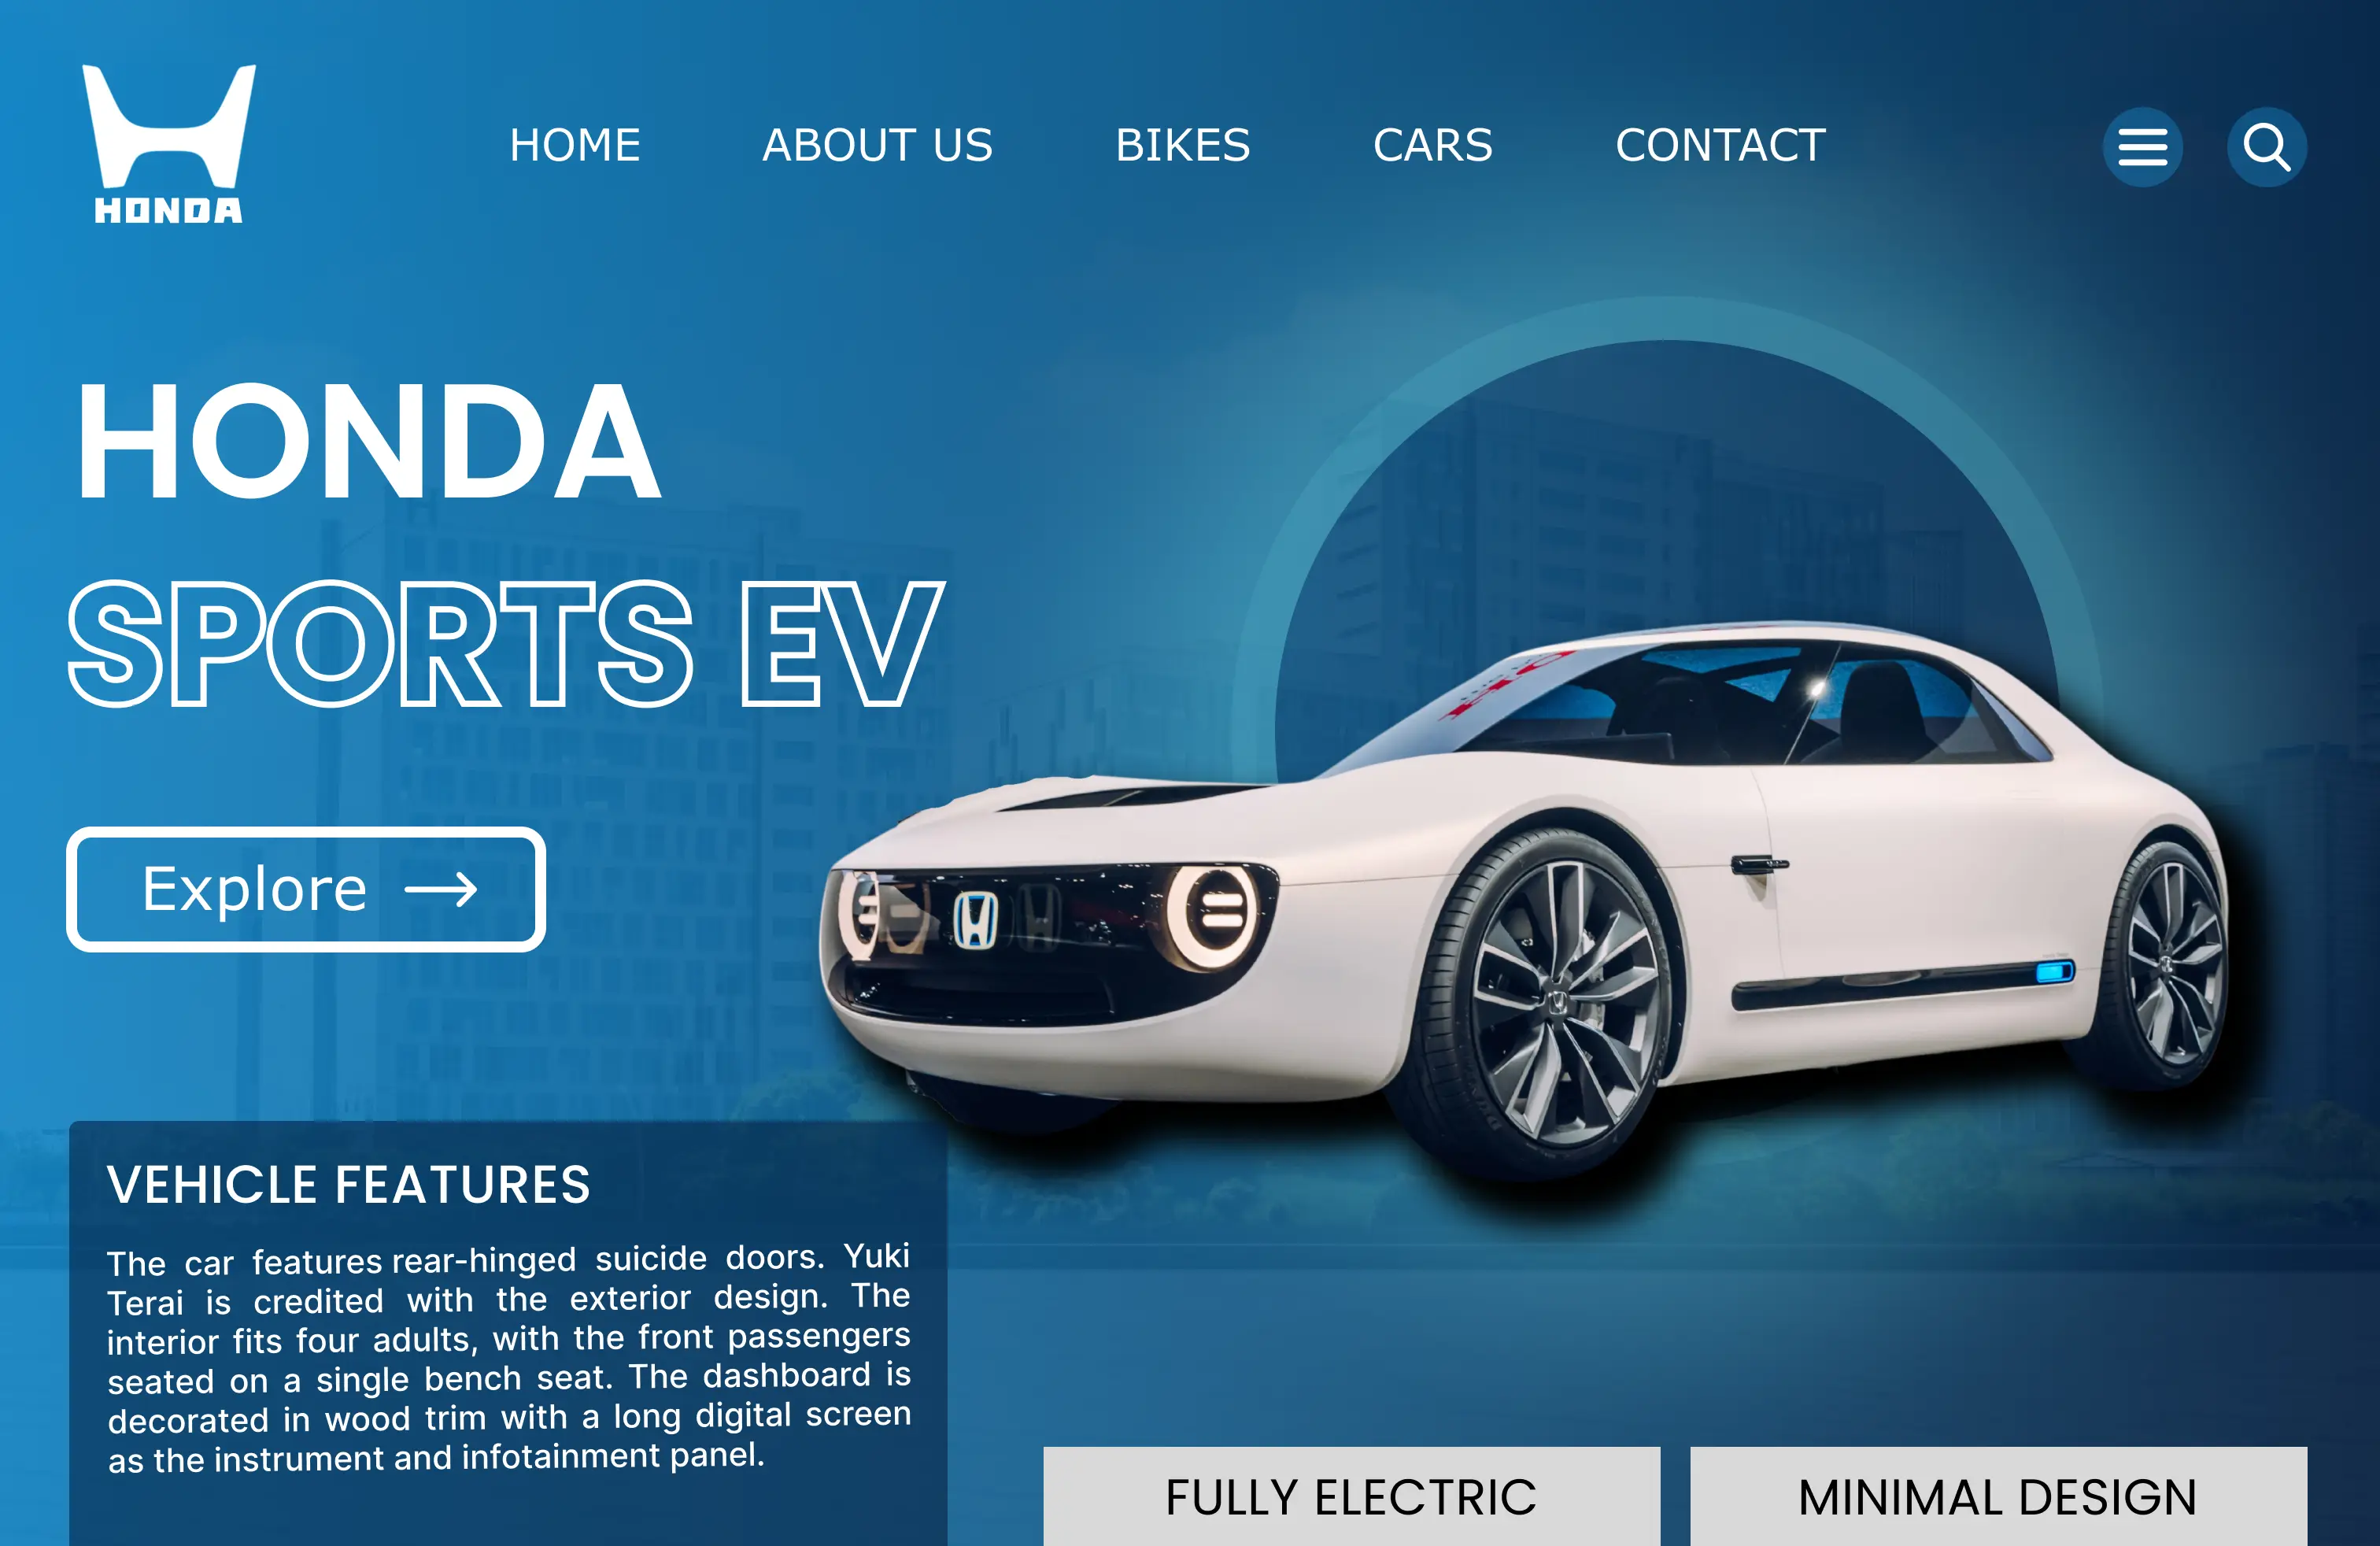 HONDA
HOME
ABOUT US
BIKES
CARS
CONTACT
HONDA
SPORTS EV
Explore
VEHICLE FEATURES
The car features rear-hinged suicide doors. Yuki
Terai is credited with the exterior design. The
interior fits four adults, with the front passengers
seated on a single bench seat. The dashboard is
decorated in wood trim with a long digital screen
as the instrument and infotainment panel.
FULLY ELECTRIC
MINIMAL DESIGN